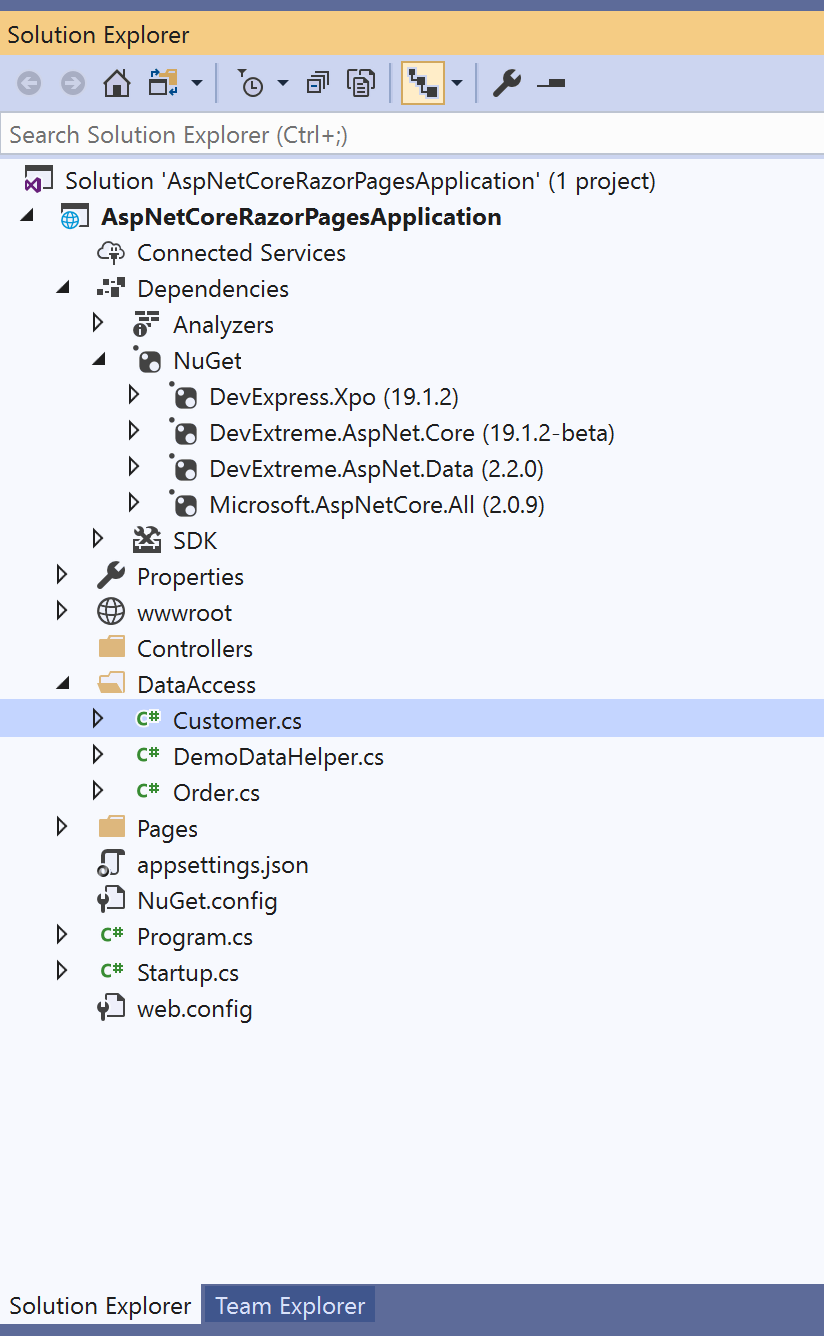 Solution Explorer
Search Solution Explorer (Ctrl+;)
Solution 'AspNetCoreRazorPagesApplication' (1 project)
AspNetCoreRazorPagesApplication
Connected Services
Dependencies
Analyzers
NuGet
DevExpress.Xpo (19.1.2)
DevExtreme.AspNet.Core (19.1.2-beta)
DevExtreme.AspNet.Data (2.2.0)
Microsoft.AspNetCore.All (2.0.9)
SDK
Properties
wwwroot
Controllers
DataAccess
C# Customer.cs
C# DemoDataHelper.cs
C# Order.cs
Pages
appsettings.json
NuGet.config
C# Program.cs
C# Startup.cs
web.config
Solution Explorer Team Explorer